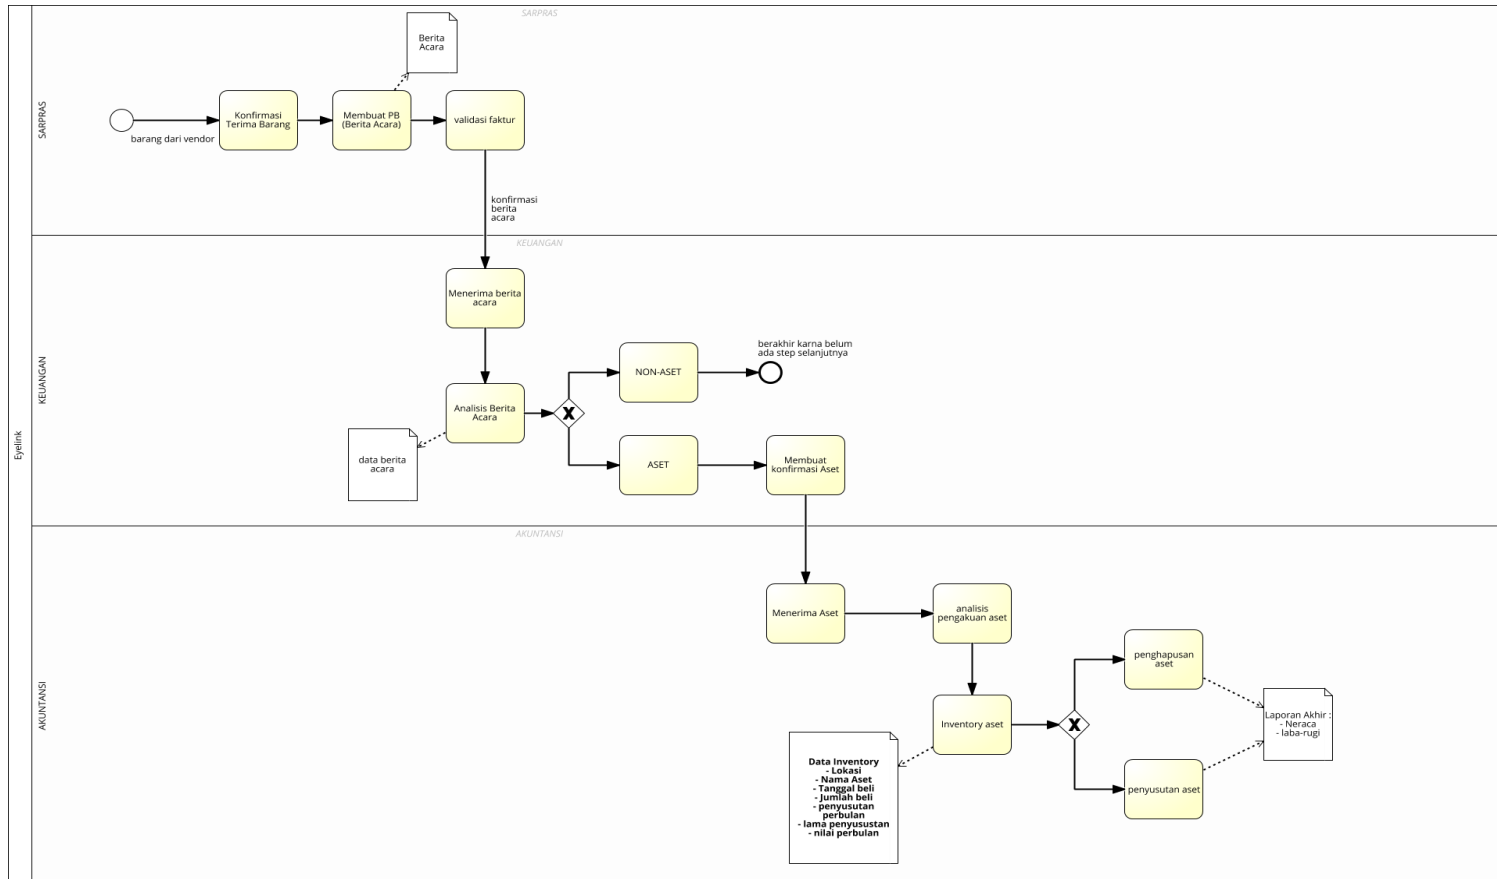 Eyelink
SARPRAS
SARPRAS
Berita
Acara
barang dari vendor
Konfirmasi
Terima Barang
Membuat PB
(Berita Acara)
validasi faktur
konfirmasi
berita
acara
KEUANGAN
KEUANGAN
Menerima berita
acara
Analisis Berita
Acara
data berita
acara
X
NON-ASET
berakhir karna belum
ada step selanjutnya
ASET
Membuat
konfirmasi Aset
AKUNTANSI
AKUNTANSI
Menerima Aset
analisis
pengakuan aset
Inventory aset
Data Inventory
- Lokasi
- Nama Aset
- Tanggal beli
- Jumlah beli
- penyusutan
perbulan
- lama penyusustan
- nilai perbulan
X
penghapusan
aset
penyusutan aset
Laporan Akhir :
- Neraca
- laba-rugi